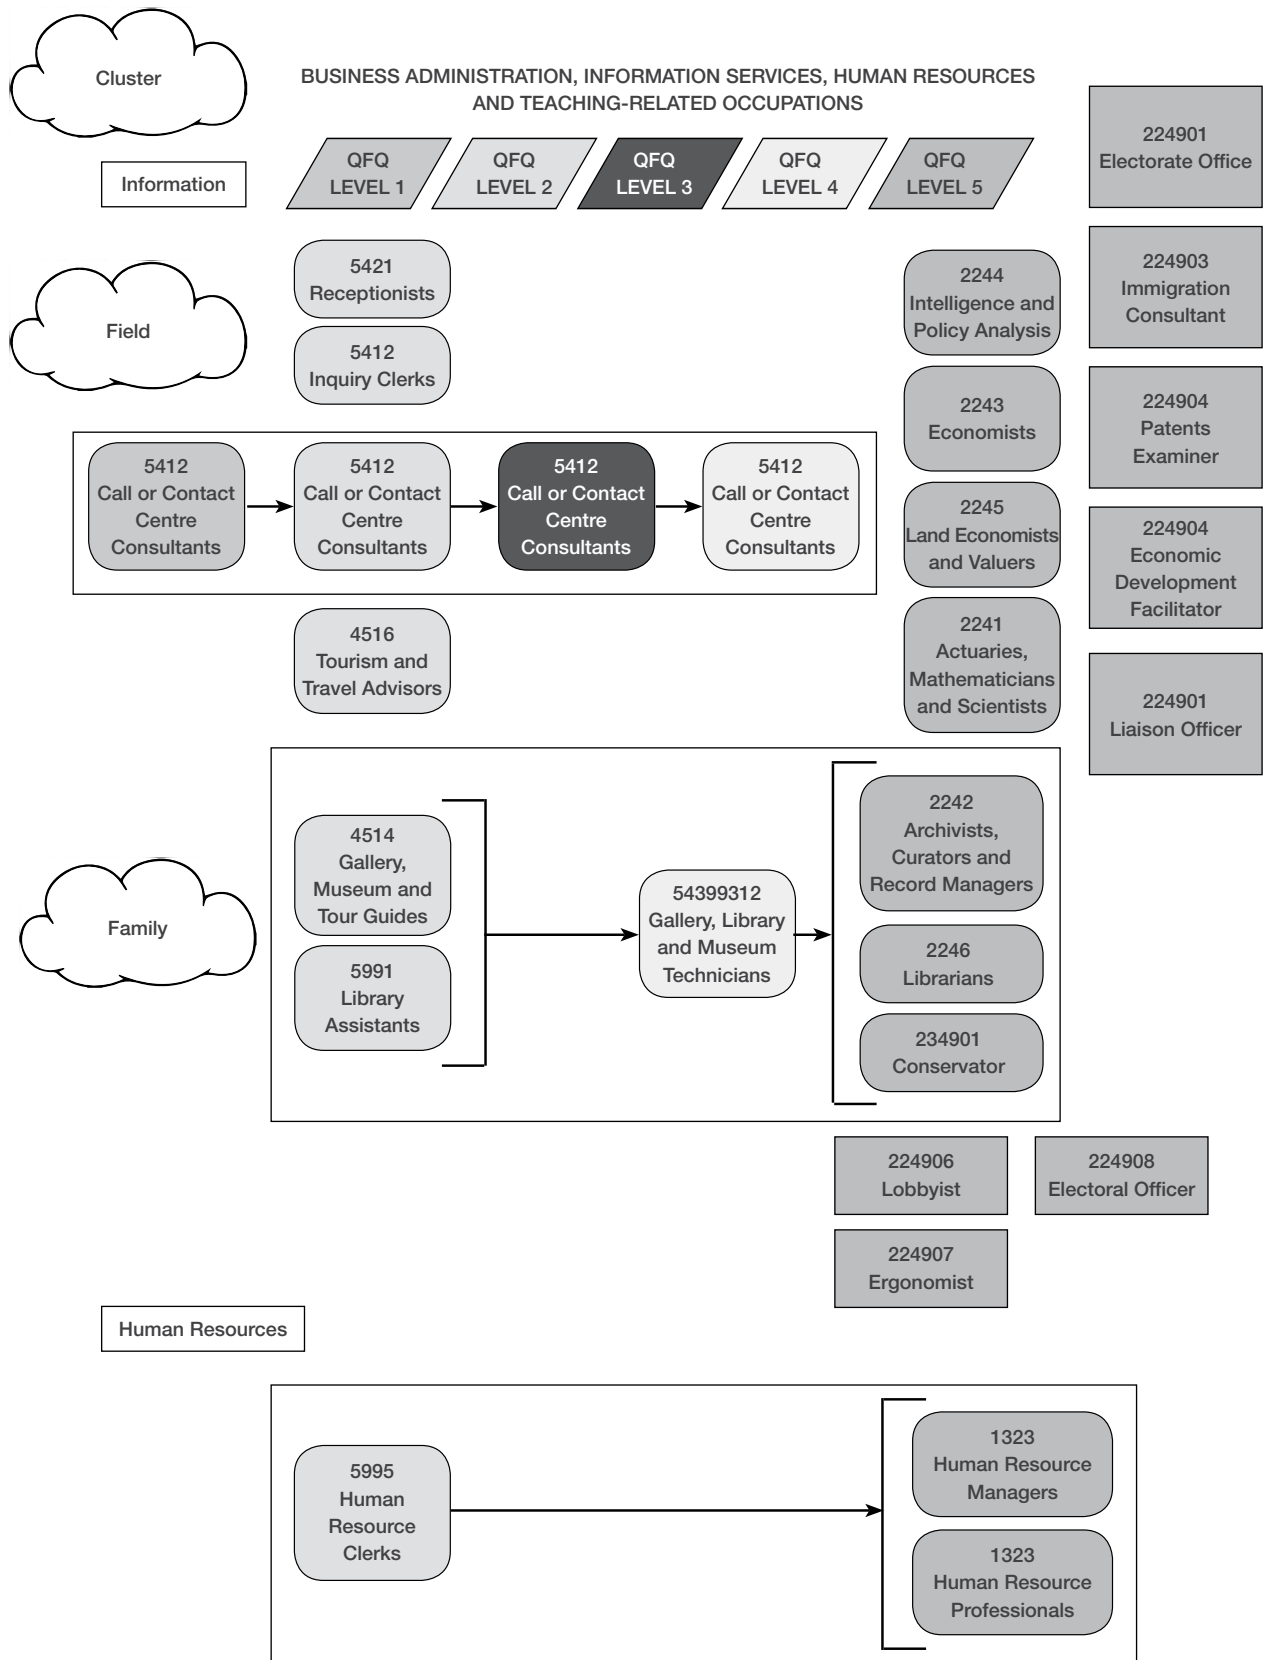 Cluster
BUSINESS ADMINISTRATION, INFORMATION SERVICES, HUMAN RESOURCES
AND TEACHING-RELATED OCCUPATIONS
Information
QFQ
LEVEL 1
QFQ
LEVEL 2
QFQ
LEVEL 3
QFQ
LEVEL 4
QFQ
LEVEL 5
224901
Electorate Office
Field
5421
Receptionists
5412
Inquiry Clerks
2244
Intelligence and
Policy Analysis
224903
Immigration
Consultant
2243
Economists
224904
Patents
Examiner
5412
Call or Contact
Centre
Consultants
5412
Call or Contact
Centre
Consultants
5412
Call or Contact
Centre
Consultants
5412
Call or Contact
Centre
Consultants
2245
Land Economists
and Valuers
224904
Economic
Development
Facilitator
4516
Tourism and
Travel Advisors
2241
Actuaries,
Mathematicians
and Scientists
224901
Liaison Officer
Family
4514
Gallery,
Museum and
Tour Guides
5991
Library
Assistants
54399312
Gallery, Library
and Museum
Technicians
2242
Archivists,
Curators and
Record Managers
2246
Librarians
234901
Conservator
224906
Lobbyist
224908
Electoral Officer
224907
Ergonomist
Human Resources
5995
Human
Resource
Clerks
1323
Human Resource
Managers
1323
Human Resource
Professionals